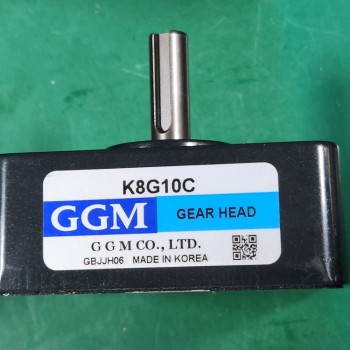 K8G10C
GGM GEAR HEAD
G G M CO., LTD.
GBJJH06 MADE IN KOREA